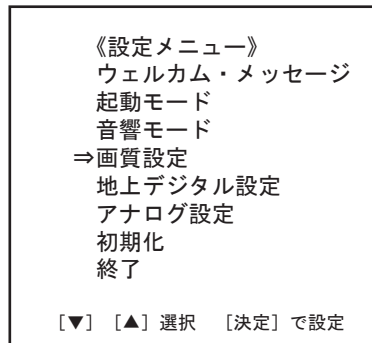 《設定メニュー》
ウェルカム・メッセージ
起動モード
音響モード
⇒画質設定
地上デジタル設定
アナログ設定
初期化
終了
［▼］［▲］選択　［決定］で設定